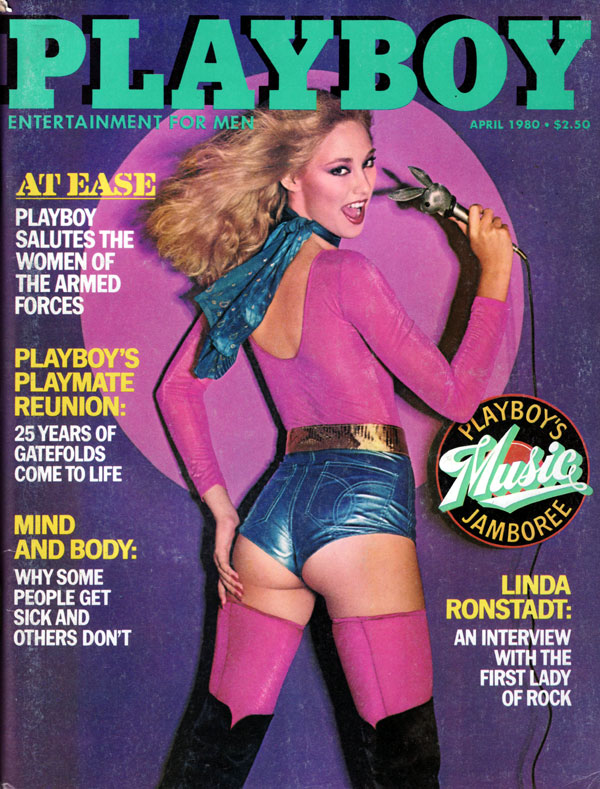 PLAYBOY
ENTERTAINMENT FOR MEN
APRIL 1980 • $2.50
AT EASE
PLAYBOY
SALUTES THE
WOMEN OF
THE ARMED
FORCES
PLAYBOY'S
PLAYMATE
REUNION:
25 YEARS OF
GATEFOLDS
COME TO LIFE
MIND
AND BODY:
WHY SOME
PEOPLE GET
SICK AND
OTHERS DON'T
PLAYBOY'S
Music
JAMBOREE
LINDA
RONSTADT:
AN INTERVIEW
WITH THE
FIRST LADY
OF ROCK